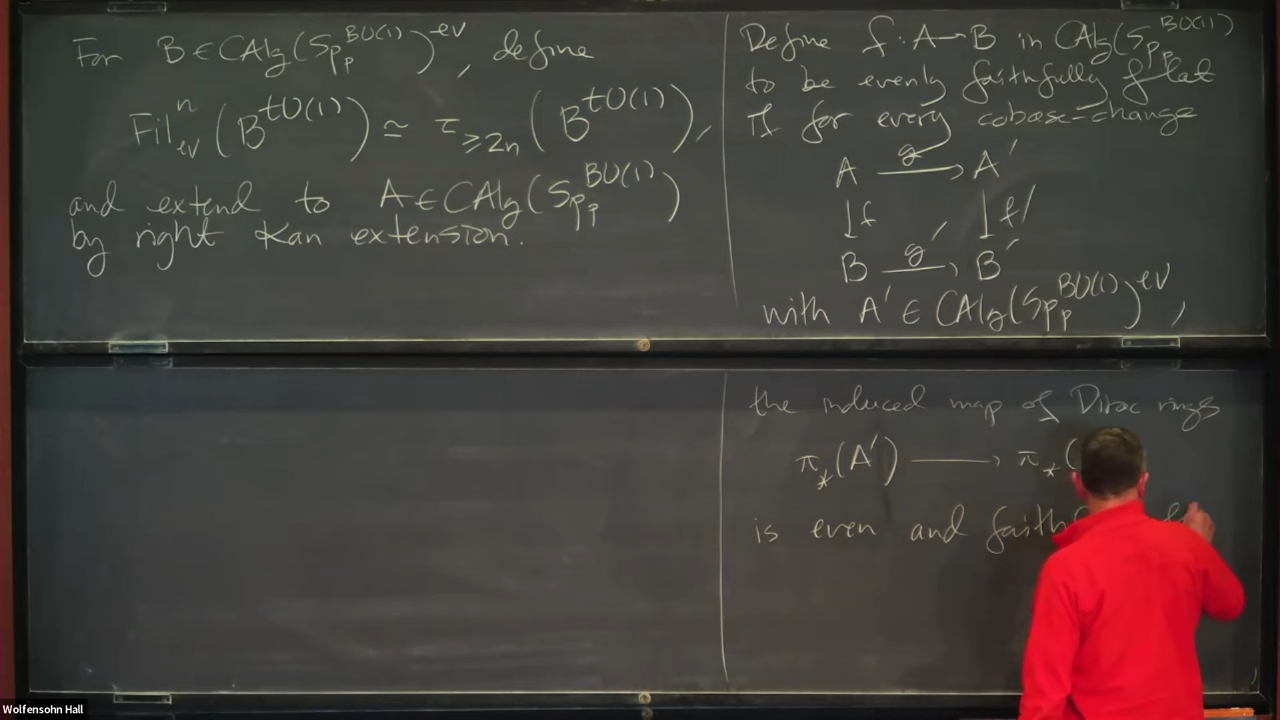 For B ∈ CAlg(Sp_p^{BU(1)})^{ev}, define
Fil^n_{ev}(B^{tU(1)}) ≃ τ_{≥2n}(B^{tU(1)}),
and extend to A ∈ CAlg(Sp_p^{BU(1)})
by right Kan extension.
Define f: A → B in CAlg(Sp_p^{BU(1)})
to be evenly faithfully flat
if for every cobase-change
A \xrightarrow{g} A'
↓f ↓f'
B \xrightarrow{g'} B'
with A' ∈ CAlg(Sp_p^{BU(1)})^{ev},
the induced map of Dirac rings
π_*(A') → π_*(
is even and
Wolfensohn Hall